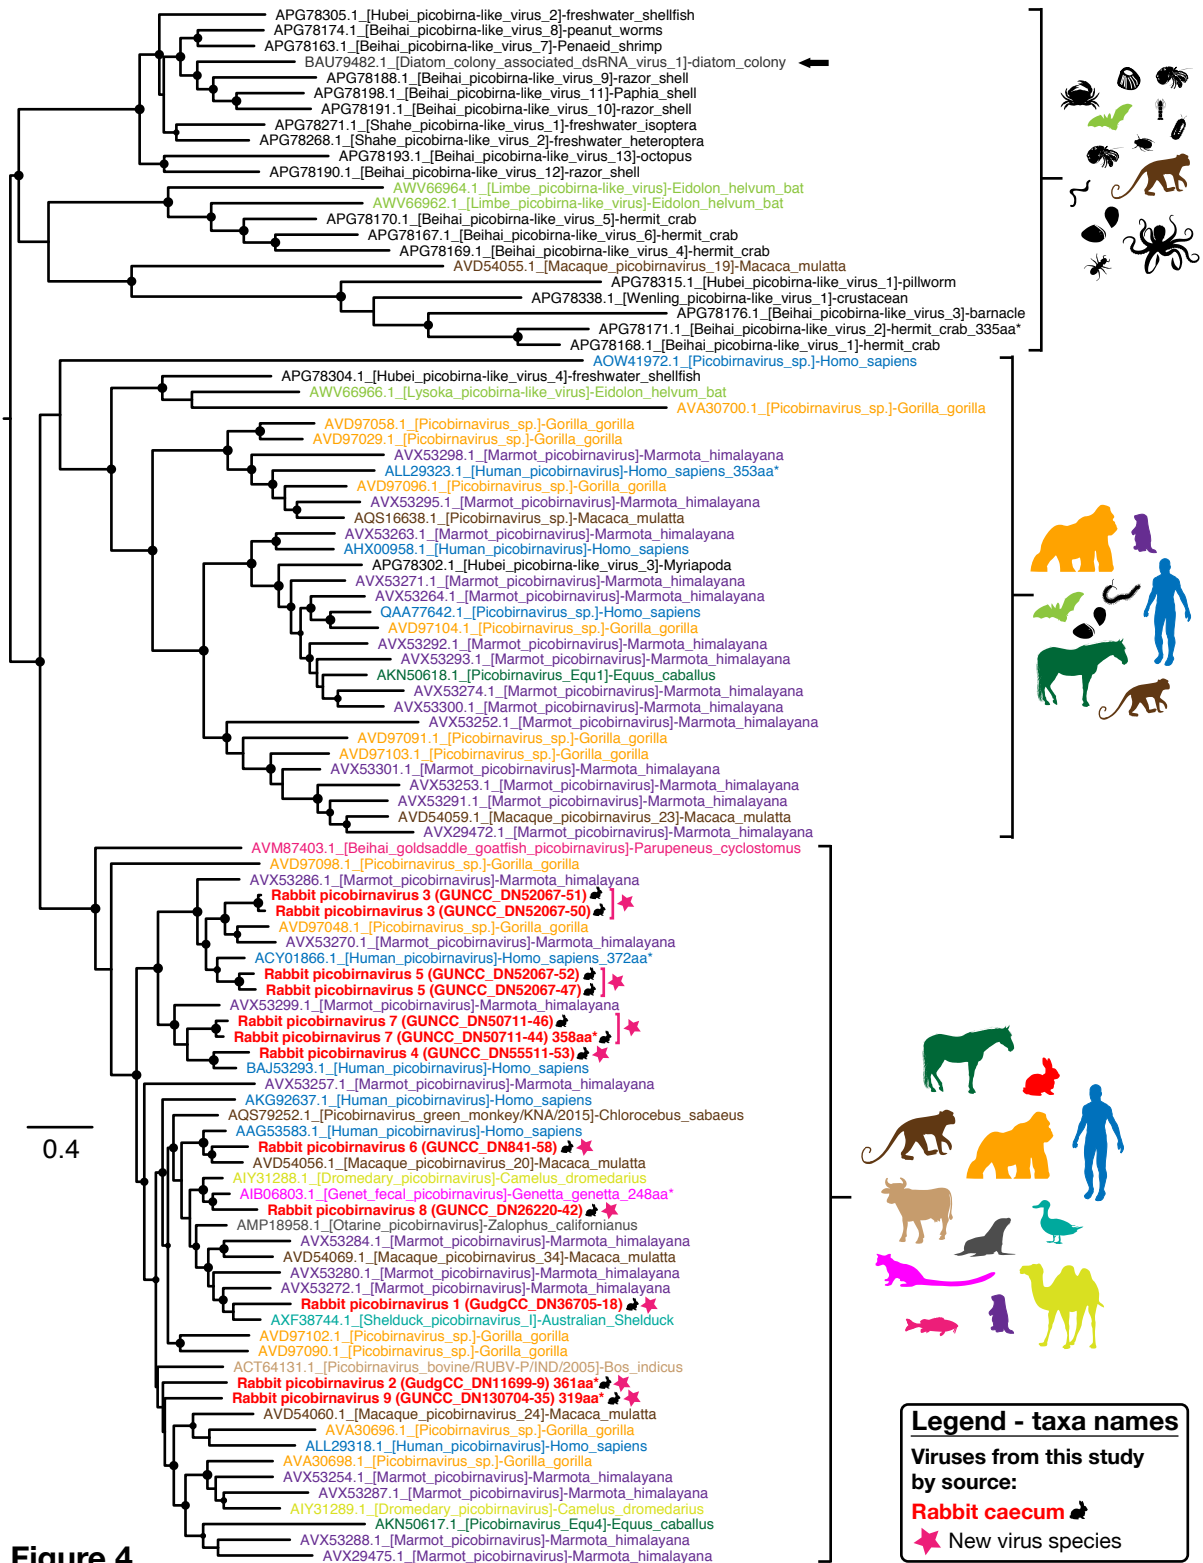 APG78305.1_[Hubei_picobirna-like_virus_2]-freshwater_shellfish
APG78174.1_[Beihai_picobirna-like_virus_8]-peanut_worms
APG78163.1_[Beihai_picobirna-like_virus_7]-Penaeid_shrimp
BAU79482.1_[Diatom_colony_associated_dsRNA_virus_1]-diatom_colony
APG78188.1_[Beihai_picobirna-like_virus_9]-razor_shell
APG78198.1_[Beihai_picobirna-like_virus_11]-Paphia_shell
APG78191.1_[Beihai_picobirna-like_virus_10]-razor_shell
APG78271.1_[Shahe_picobirna-like_virus_1]-freshwater_isoptera
APG78268.1_[Shahe_picobirna-like_virus_2]-freshwater_heteroptera
APG78193.1_[Beihai_picobirna-like_virus_13]-octopus
APG78190.1_[Beihai_picobirna-like_virus_12]-razor_shell
AWV66964.1_[Limbe_picobirna-like_virus]-Eidolon_helvum_bat
AWV66962.1_[Limbe_picobirna-like_virus]-Eidolon_helvum_bat
APG78170.1_[Beihai_picobirna-like_virus_5]-hermit_crab
APG78167.1_[Beihai_picobirna-like_virus_6]-hermit_crab
APG78169.1_[Beihai_picobirna-like_virus_4]-hermit_crab
AVD54055.1_[Macaque_picobirnavirus_19]-Macaca_mulatta
APG78315.1_[Hubei_picobirna-like_virus_1]-pillworm
APG78338.1_[Wenling_picobirna-like_virus_1]-crustacean
APG78176.1_[Beihai_picobirna-like_virus_3]-barnacle
APG78171.1_[Beihai_picobirna-like_virus_2]-hermit_crab_335aa*
APG78168.1_[Beihai_picobirna-like_virus_1]-hermit_crab
AOW41972.1_[Picobirnavirus_sp.]-Homo_sapiens
APG78304.1_[Hubei_picobirna-like_virus_4]-freshwater_shellfish
AWV66966.1_[Lysoka_picobirna-like_virus]-Eidolon_helvum_bat
AVA30700.1_[Picobirnavirus_sp.]-Gorilla_gorilla
AVD97058.1_[Picobirnavirus_sp.]-Gorilla_gorilla
AVD97029.1_[Picobirnavirus_sp.]-Gorilla_gorilla
AVX53298.1_[Marmot_picobirnavirus]-Marmota_himalayana
ALL29323.1_[Human_picobirnavirus]-Homo_sapiens_353aa*
AVD97096.1_[Picobirnavirus_sp.]-Gorilla_gorilla
AVX53295.1_[Marmot_picobirnavirus]-Marmota_himalayana
AQS16638.1_[Picobirnavirus_sp.]-Macaca_mulatta
AVX53263.1_[Marmot_picobirnavirus]-Marmota_himalayana
AHX00958.1_[Human_picobirnavirus]-Homo_sapiens
APG78302.1_[Hubei_picobirna-like_virus_3]-Myriapoda
AVX53271.1_[Marmot_picobirnavirus]-Marmota_himalayana
AVX53264.1_[Marmot_picobirnavirus]-Marmota_himalayana
QAA77642.1_[Picobirnavirus_sp.]-Homo_sapiens
AVD97104.1_[Picobirnavirus_sp.]-Gorilla_gorilla
AVX53292.1_[Marmot_picobirnavirus]-Marmota_himalayana
AVX53293.1_[Marmot_picobirnavirus]-Marmota_himalayana
AKN50618.1_[Picobirnavirus_Equ1]-Equus_caballus
AVX53274.1_[Marmot_picobirnavirus]-Marmota_himalayana
AVX53300.1_[Marmot_picobirnavirus]-Marmota_himalayana
AVX53252.1_[Marmot_picobirnavirus]-Marmota_himalayana
AVD97091.1_[Picobirnavirus_sp.]-Gorilla_gorilla
AVD97103.1_[Picobirnavirus_sp.]-Gorilla_gorilla
AVX53301.1_[Marmot_picobirnavirus]-Marmota_himalayana
AVX53253.1_[Marmot_picobirnavirus]-Marmota_himalayana
AVX53291.1_[Marmot_picobirnavirus]-Marmota_himalayana
AVD54059.1_[Macaque_picobirnavirus_23]-Macaca_mulatta
AVX29472.1_[Marmot_picobirnavirus]-Marmota_himalayana
AVM87403.1_[Beihai_goldsaddle_goatfish_picobirnavirus]-Parupeneus_cyclostomus
AVD97098.1_[Picobirnavirus_sp.]-Gorilla_gorilla
AVX53286.1_[Marmot_picobirnavirus]-Marmota_himalayana
Rabbit picobirnavirus 3 (GUNCC_DN52067-51)
Rabbit picobirnavirus 3 (GUNCC_DN52067-50)
AVD97048.1_[Picobirnavirus_sp.]-Gorilla_gorilla
AVX53270.1_[Marmot_picobirnavirus]-Marmota_himalayana
ACY01866.1_[Human_picobirnavirus]-Homo_sapiens_372aa*
Rabbit picobirnavirus 5 (GUNCC_DN52067-52)
Rabbit picobirnavirus 5 (GUNCC_DN52067-47)
AVX53299.1_[Marmot_picobirnavirus]-Marmota_himalayana
Rabbit picobirnavirus 7 (GUNCC_DN50711-46)
Rabbit picobirnavirus 7 (GUNCC_DN50711-44) 358aa*
Rabbit picobirnavirus 4 (GUNCC_DN55511-53)
BAJ53293.1_[Human_picobirnavirus]-Homo_sapiens
AVX53257.1_[Marmot_picobirnavirus]-Marmota_himalayana
AKG92637.1_[Human_picobirnavirus]-Homo_sapiens
AQS79252.1_[Picobirnavirus_green_monkey/KNA/2015]-Chlorocebus_sabaeus
AAG53583.1_[Human_picobirnavirus]-Homo_sapiens
Rabbit picobirnavirus 6 (GUNCC_DN841-58)
AVD54056.1_[Macaque_picobirnavirus_20]-Macaca_mulatta
AIY31288.1_[Dromedary_picobirnavirus]-Camelus_dromedarius
AIB06803.1_[Genet_fecal_picobirnavirus]-Genetta_genetta_248aa*
Rabbit picobirnavirus 8 (GUNCC_DN26220-42)
AMP18958.1_[Otarine_picobirnavirus]-Zalophus_californianus
AVX53284.1_[Marmot_picobirnavirus]-Marmota_himalayana
AVD54069.1_[Macaque_picobirnavirus_34]-Macaca_mulatta
AVX53280.1_[Marmot_picobirnavirus]-Marmota_himalayana
AVX53272.1_[Marmot_picobirnavirus]-Marmota_himalayana
Rabbit picobirnavirus 1 (GudgCC_DN36705-18)
AXF38744.1_[Shelduck_picobirnavirus_I]-Australian_Shelduck
AVD97102.1_[Picobirnavirus_sp.]-Gorilla_gorilla
AVD97090.1_[Picobirnavirus_sp.]-Gorilla_gorilla
ACT64131.1_[Picobirnavirus_bovine/RUBV-P/IND/2005]-Bos_indicus
Rabbit picobirnavirus 2 (GudgCC_DN11699-9) 361aa*
Rabbit picobirnavirus 9 (GUNCC_DN130704-35) 319aa*
AVD54060.1_[Macaque_picobirnavirus_24]-Macaca_mulatta
AVA30696.1_[Picobirnavirus_sp.]-Gorilla_gorilla
ALL29318.1_[Human_picobirnavirus]-Homo_sapiens
AVA30698.1_[Picobirnavirus_sp.]-Gorilla_gorilla
AVX53254.1_[Marmot_picobirnavirus]-Marmota_himalayana
AVX53287.1_[Marmot_picobirnavirus]-Marmota_himalayana
AIY31289.1_[Dromedary_picobirnavirus]-Camelus_dromedarius
AKN50617.1_[Picobirnavirus_Equ4]-Equus_caballus
AVX53288.1_[Marmot_picobirnavirus]-Marmota_himalayana
AVX29475.1_[Marmot_picobirnavirus]-Marmota_himalayana
0.4
Legend - taxa names
Viruses from this study
by source:
Rabbit caecum
New virus species
Figure 4